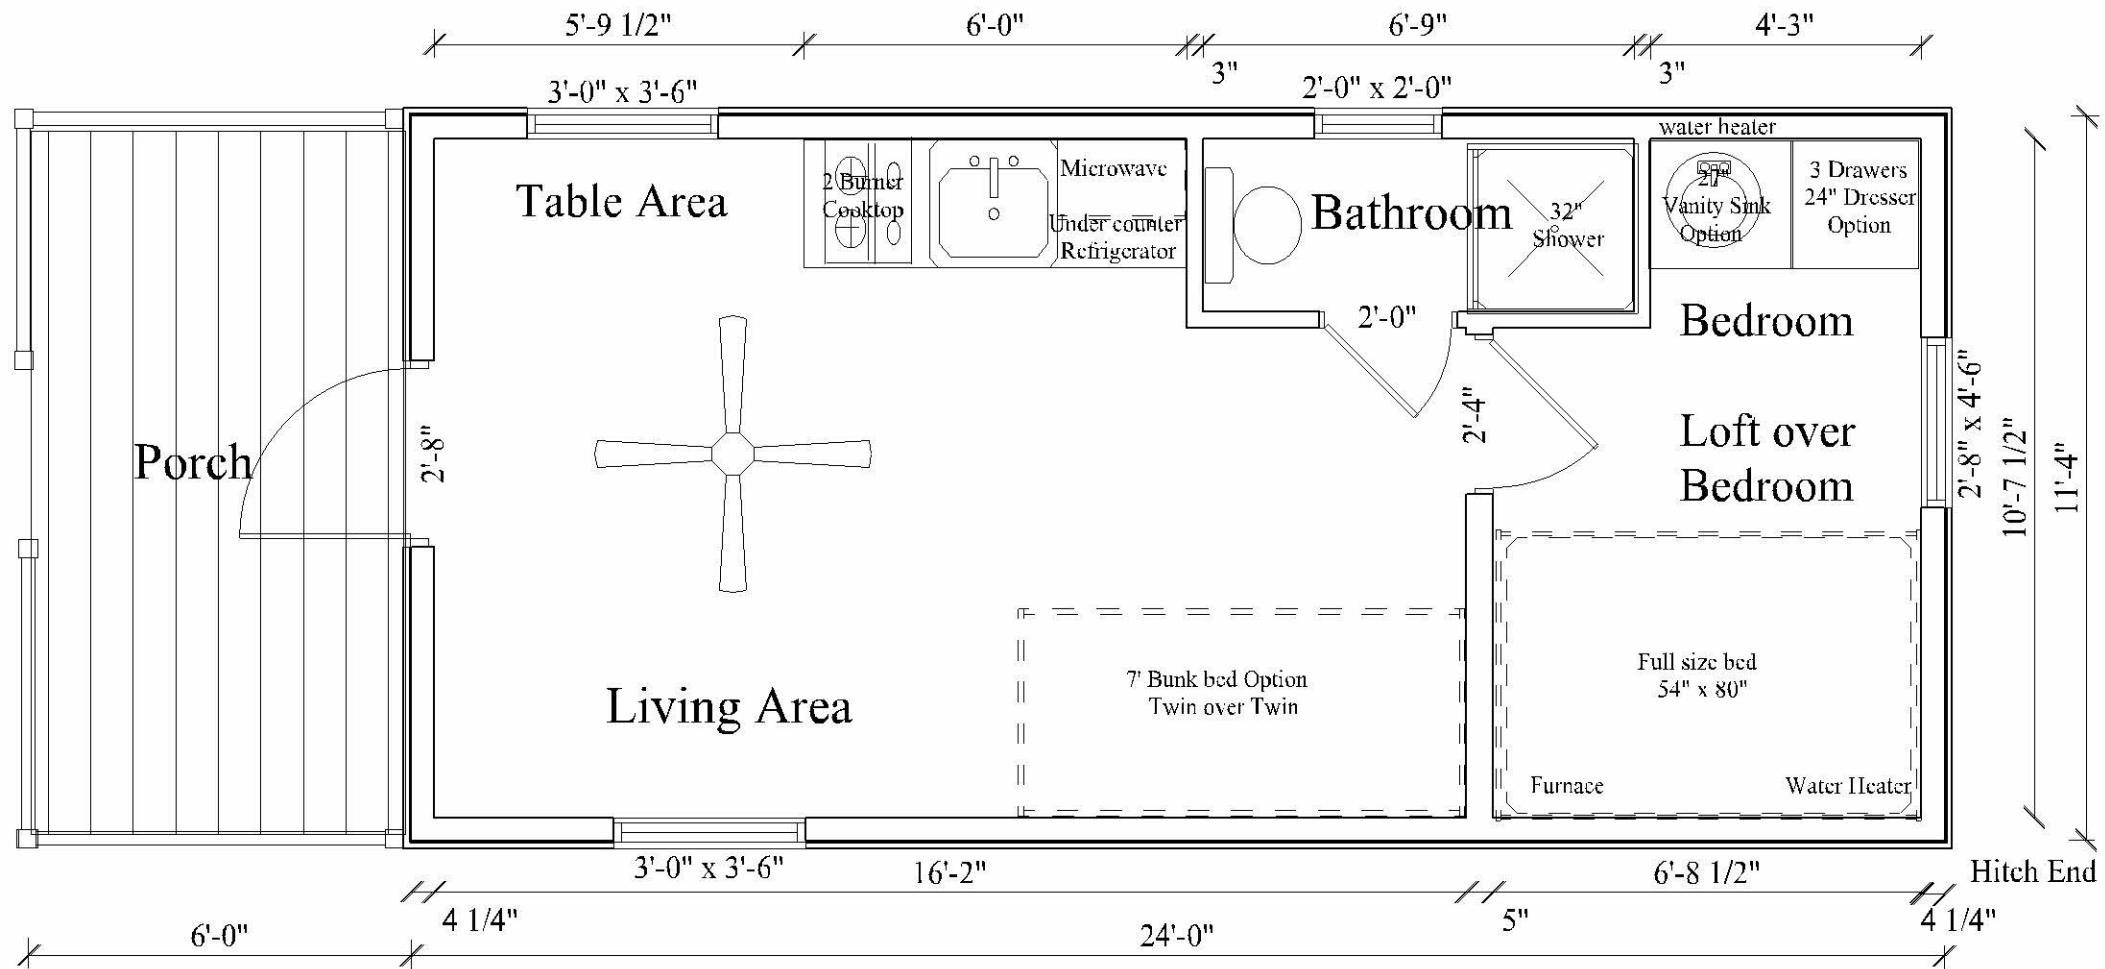 5'-9 1/2"
6'-0"
6'-9"
4'-3"
3"
3"
3'-0" x 3'-6"
2'-0" x 2'-0"
water heater
Table Area
2 Burner
Cooktop
Microwave
Under counter
Refrigerator
Bathroom
32"
Shower
27"
Vanity Sink
Option
3 Drawers
24" Dresser
Option
2'-0"
Bedroom
Porch
2'-8"
2'-4"
Loft over
Bedroom
2'-8" x 4'-6"
10'-7 1/2"
11'-4"
Living Area
7' Bunk bed Option
Twin over Twin
Full size bed
54" x 80"
Furnace
Water Heater
3'-0" x 3'-6"
16'-2"
6'-8 1/2"
Hitch End
4 1/4"
5"
4 1/4"
6'-0"
24'-0"